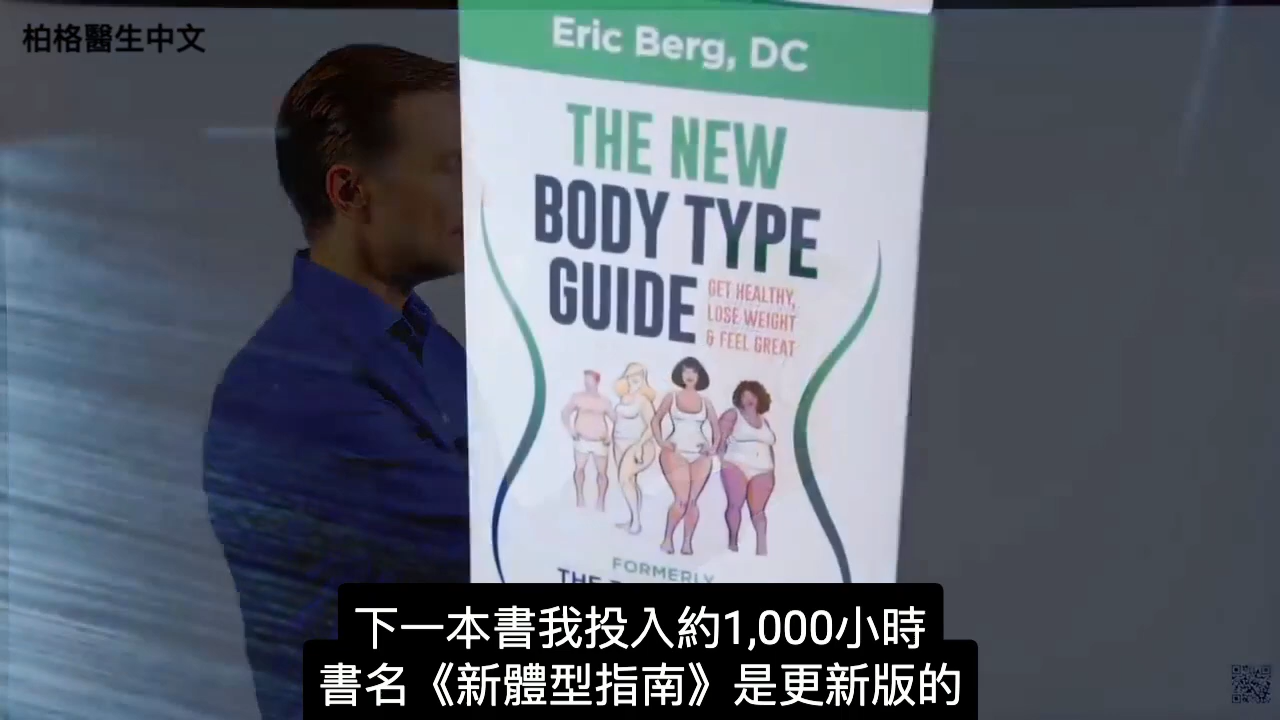 柏格醫生中文
Eric Berg, DC
THE NEW
BODY TYPE
GUIDE
GET HEALTHY,
LOSE WEIGHT
& FEEL GREAT
FORMERLY
THE
下一本書我投入約1,000小時
書名《新體型指南》是更新版的